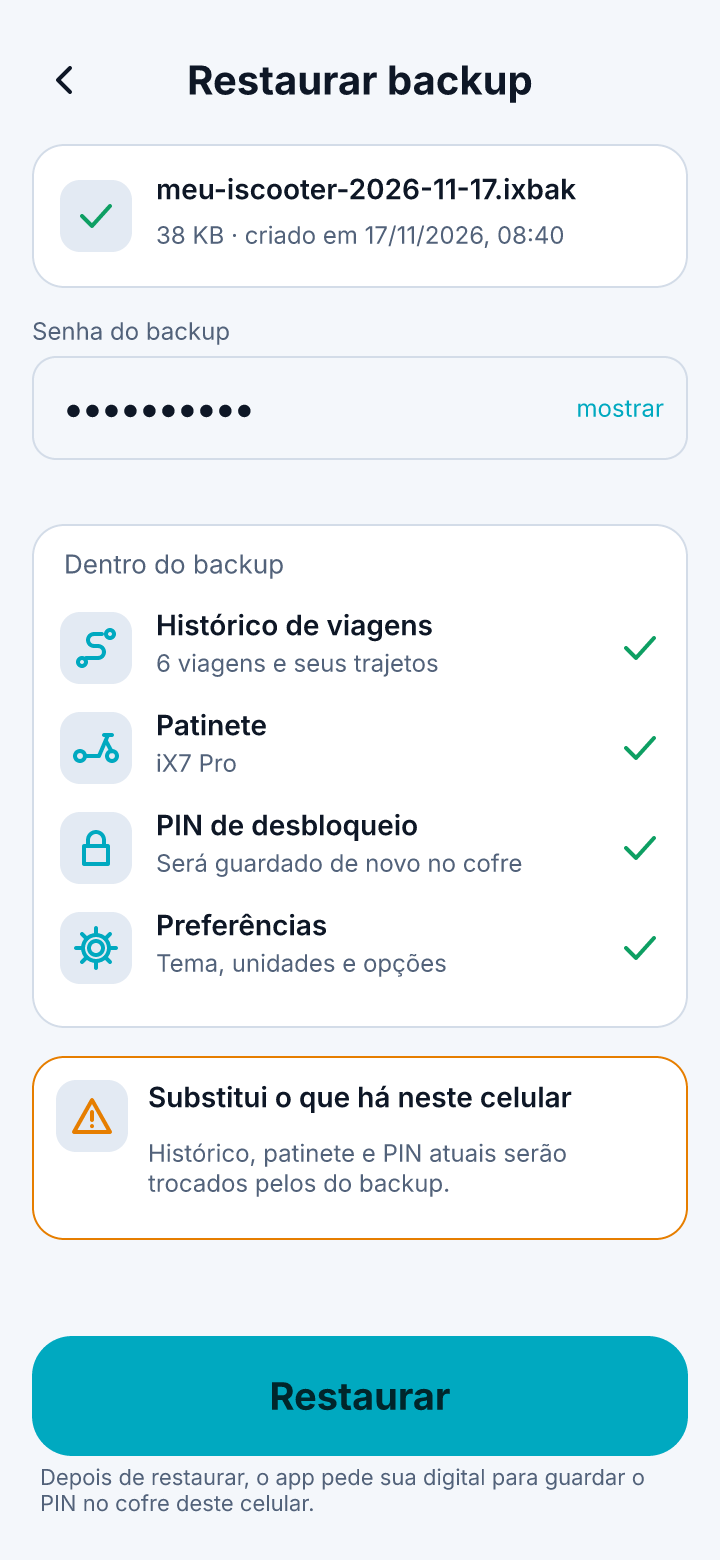 Restaurar backup
meu-iscooter-2026-11-17.ixbak
38 KB · criado em 17/11/2026, 08:40
Senha do backup
●●●●●●●●●● mostrar
Dentro do backup
Histórico de viagens
6 viagens e seus trajetos
Patinete
iX7 Pro
PIN de desbloqueio
Será guardado de novo no cofre
Preferências
Tema, unidades e opções
Substitui o que há neste celular
Histórico, patinete e PIN atuais serão
trocados pelos do backup.
Restaurar
Depois de restaurar, o app pede sua digital para guardar o
PIN no cofre deste celular.